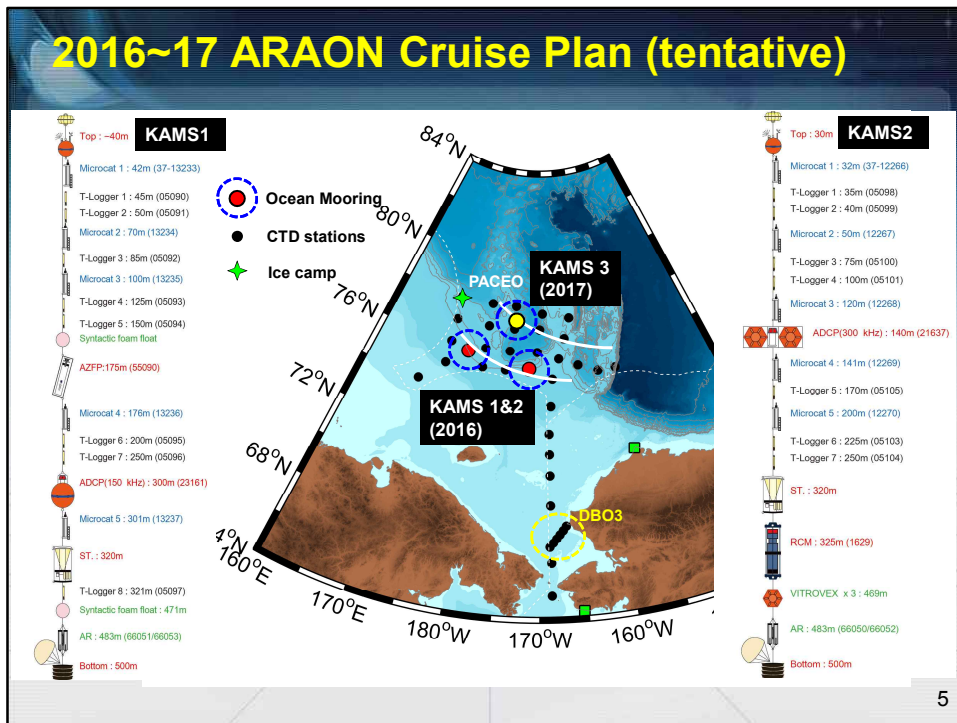 2016~17 ARAON Cruise Plan (tentative)
KAMS1
Top : ~40m
Microcat 1 : 42m (37-13233)
T-Logger 1 : 45m (05090)
T-Logger 2 : 50m (05091)
Microcat 2 : 70m (13234)
T-Logger 3 : 85m (05092)
Microcat 3 : 100m (13235)
T-Logger 4 : 125m (05093)
T-Logger 5 : 150m (05094)
Syntactic foam float
AZFP:175m (55090)
Microcat 4 : 176m (13236)
T-Logger 6 : 200m (05095)
T-Logger 7 : 250m (05096)
ADCP(150 kHz) : 300m (23161)
Microcat 5 : 301m (13237)
ST. : 320m
T-Logger 8 : 321m (05097)
Syntactic foam float : 471m
AR : 483m (66051/66053)
Bottom : 500m
Ocean Mooring
CTD stations
Ice camp
84°N
80°N
76°N
72°N
68°N
4°N
160°E
170°E
180°W
170°W
160°W
PACEO
KAMS 3
(2017)
KAMS 1&2
(2016)
DBO3
KAMS2
Top : 30m
Microcat 1 : 32m (37-12266)
T-Logger 1 : 35m (05098)
T-Logger 2 : 40m (05099)
Microcat 2 : 50m (12267)
T-Logger 3 : 75m (05100)
T-Logger 4 : 100m (05101)
Microcat 3 : 120m (12268)
ADCP(300 kHz) : 140m (21637)
Microcat 4 : 141m (12269)
T-Logger 5 : 170m (05105)
Microcat 5 : 200m (12270)
T-Logger 6 : 225m (05103)
T-Logger 7 : 250m (05104)
ST. : 320m
RCM : 325m (1629)
VITROVEX x 3 : 469m
AR : 483m (66050/66052)
Bottom : 500m
5